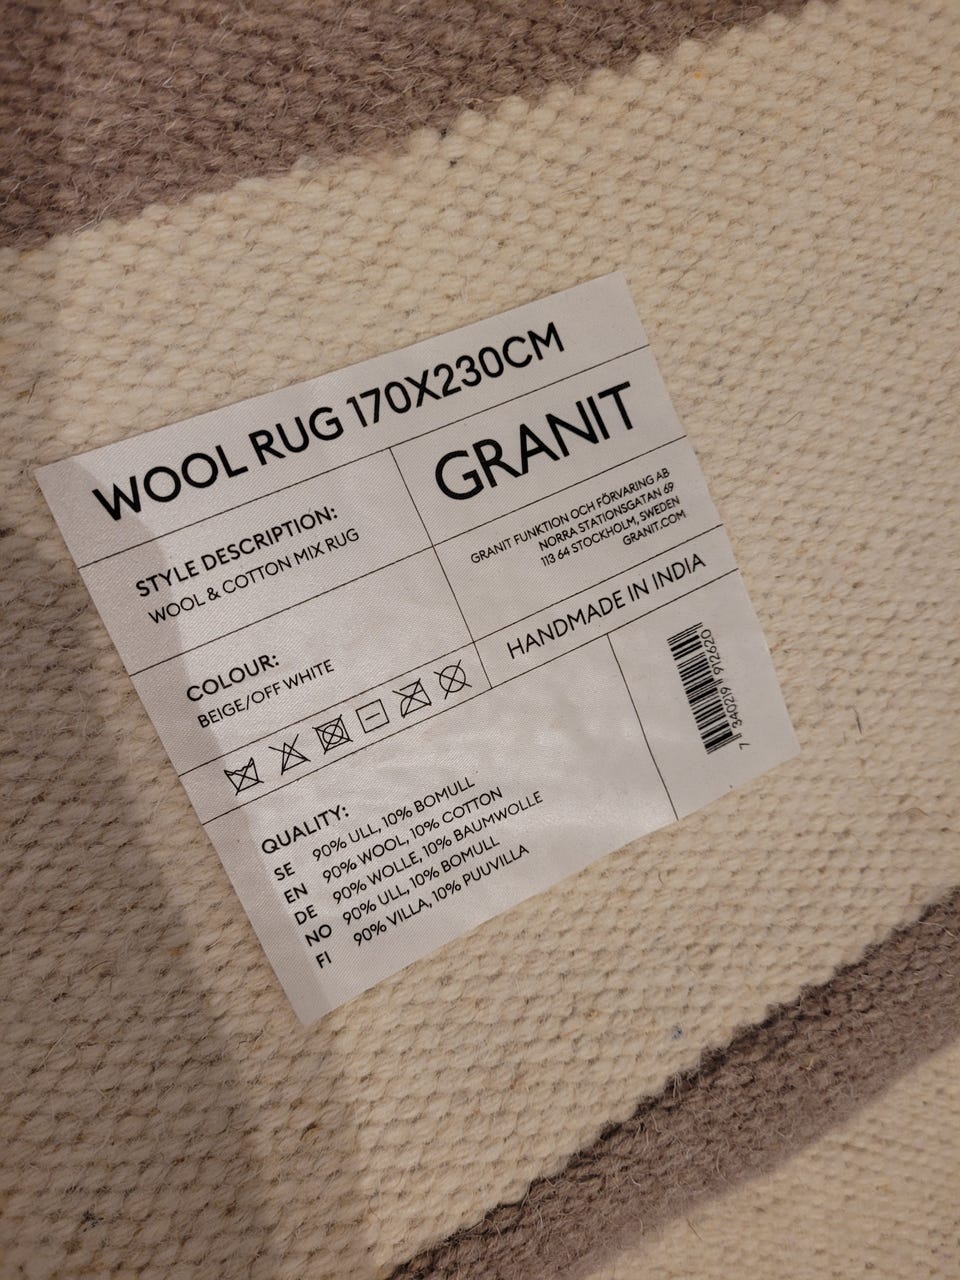 WOOL RUG 170X230CM
STYLE DESCRIPTION:
WOOL & COTTON MIX RUG
GRANIT
GRANIT FUNKTION OCH FÖRVARING AB
NORRA STATIONSGATAN 69
113 64 STOCKHOLM, SWEDEN
GRANIT.COM
COLOUR:
BEIGE/OFF WHITE
HANDMADE IN INDIA
QUALITY:
SE 90% ULL, 10% BOMULL
EN 90% WOOL, 10% COTTON
DE 90% WOLLE, 10% BAUMWOLLE
NO 90% ULL, 10% BOMULL
FI 90% VILLA, 10% PUUVILLA
7 340219 912620